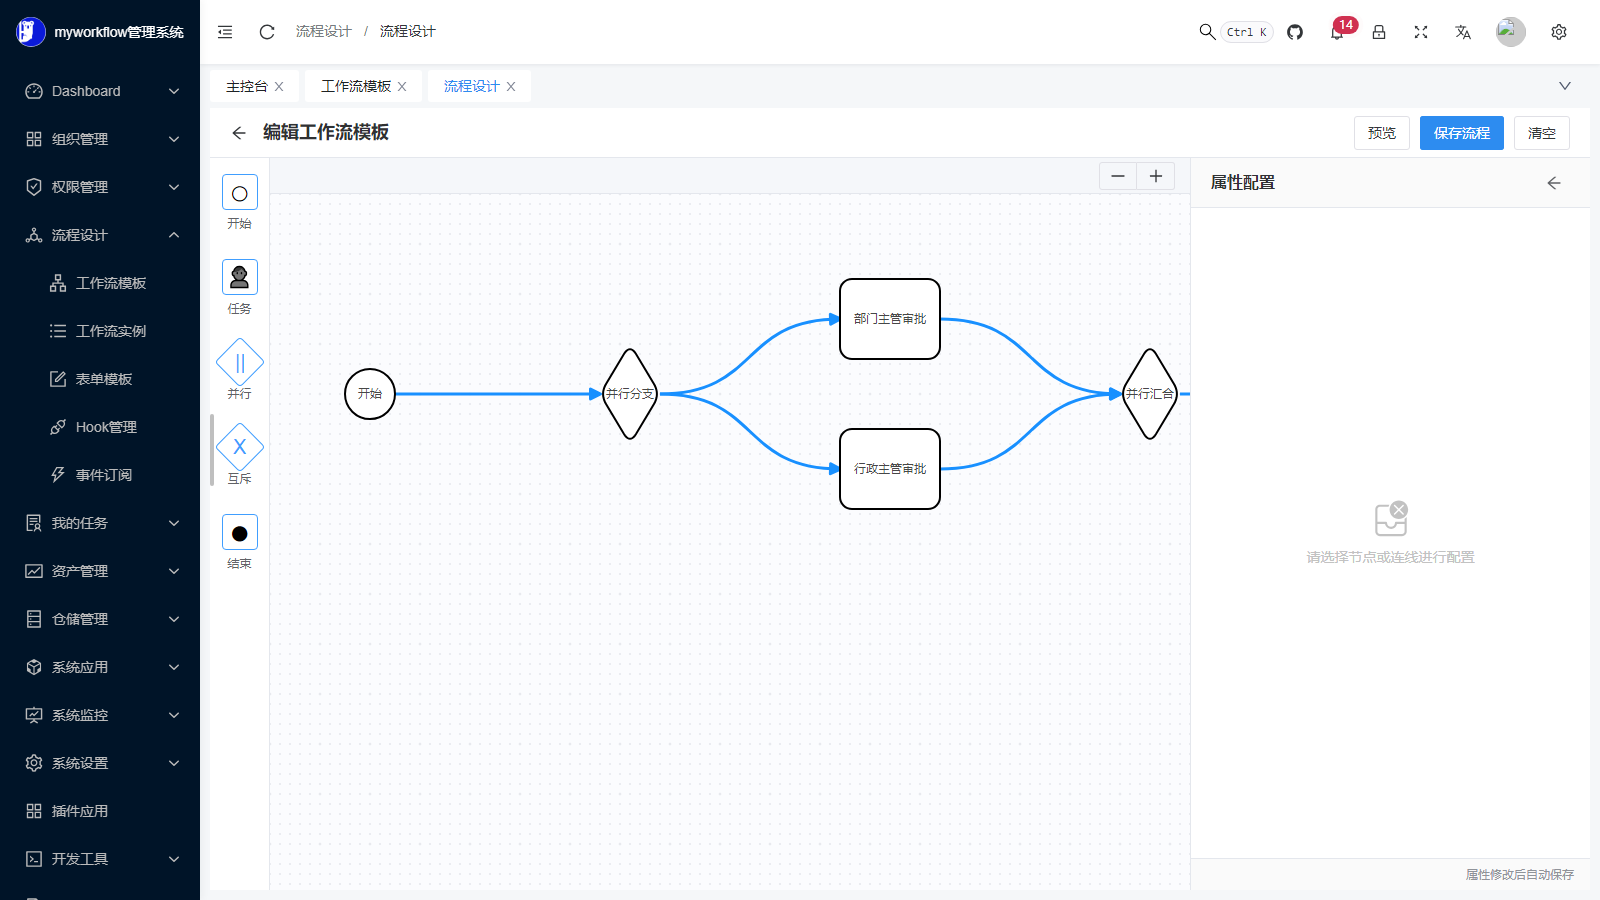 myworkflow管理系统
流程设计 / 流程设计
Ctrl K
14
主控台
工作流模板
流程设计
Dashboard
组织管理
权限管理
流程设计
工作流模板
工作流实例
表单模板
Hook管理
事件订阅
我的任务
资产管理
仓储管理
系统应用
系统监控
系统设置
插件应用
开发工具
编辑工作流模板
预览
保存流程
清空
开始
任务
并行
X
互斥
结束
开始
并行分支
部门主管审批
行政主管审批
并行汇合
属性配置
请选择节点或连线进行配置
属性修改后自动保存